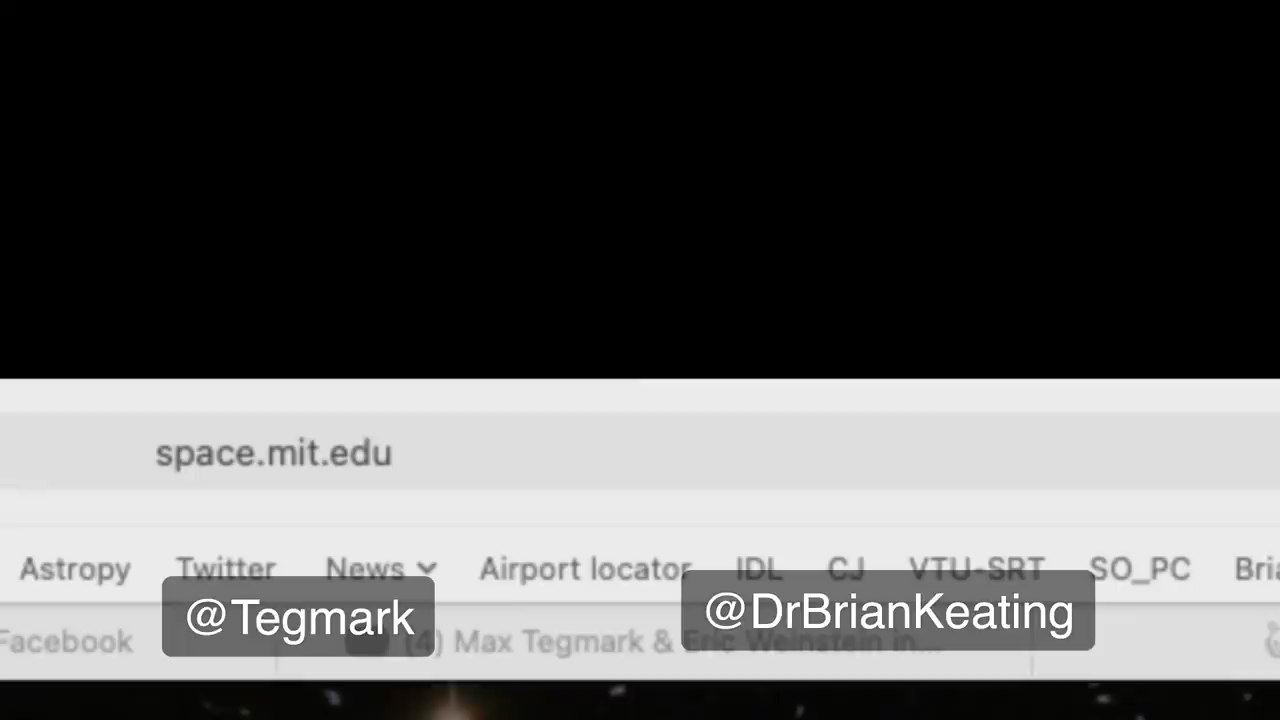 space.mit.edu
Astropy Twitter News Airport locator IDL CJ VTU-SRT SO_PC Bria
Facebook (4) Max Tegmark & Eric Weinstein in...
@Tegmark @DrBrianKeating